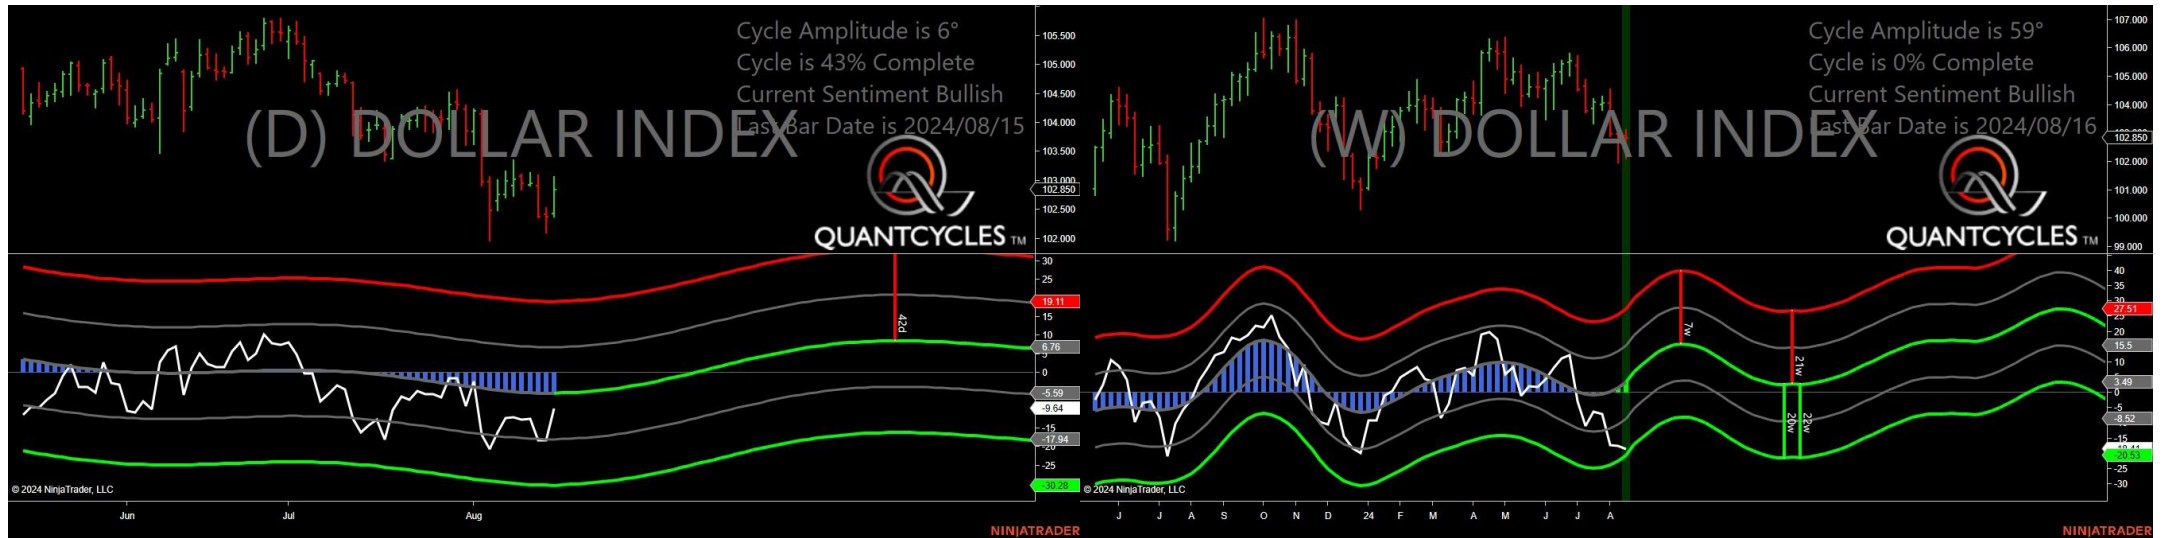 Cycle Amplitude is 6°
Cycle is 43% Complete
Current Sentiment Bullish
Last Bar Date is 2024/08/15
(D) DOLLAR INDEX
QUANTCYCLES TM
105.500
105.000
104.500
104.000
103.500
103.000
102.850
102.500
102.000
30
25
19.11
15
10
6.76
5
0
-5.59
-9.64
-15
-17.94
-20
-25
-30.28
42d
© 2024 NinjaTrader, LLC
Jun
Jul
Aug
NINJATRADER
Cycle Amplitude is 59°
Cycle is 0% Complete
Current Sentiment Bullish
Last Bar Date is 2024/08/16
(W) DOLLAR INDEX
QUANTCYCLES TM
107.000
106.000
105.000
104.000
102.850
102.000
101.000
100.000
99.000
40
35
30
27.51
25
20
15.5
10
3.49
0
-5
-8.52
-15
-20.53
-25
-30
7w
21w
20w
22w
© 2024 NinjaTrader, LLC
J
J
A
S
O
N
D
24
F
M
A
M
J
J
A
NINJATRADER